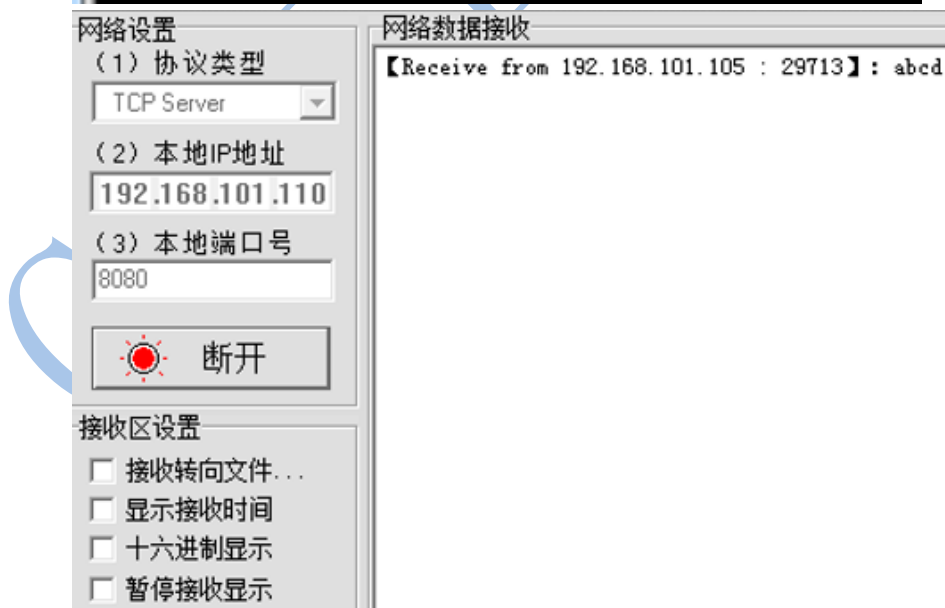 网络设置
(1) 协议类型
TCP Server
(2) 本地IP地址
192.168.101.110
(3) 本地端口号
8080
断开
接收区设置
接收转向文件...
显示接收时间
十六进制显示
暂停接收显示
网络数据接收
【Receive from 192.168.101.105 : 29713】: abcd